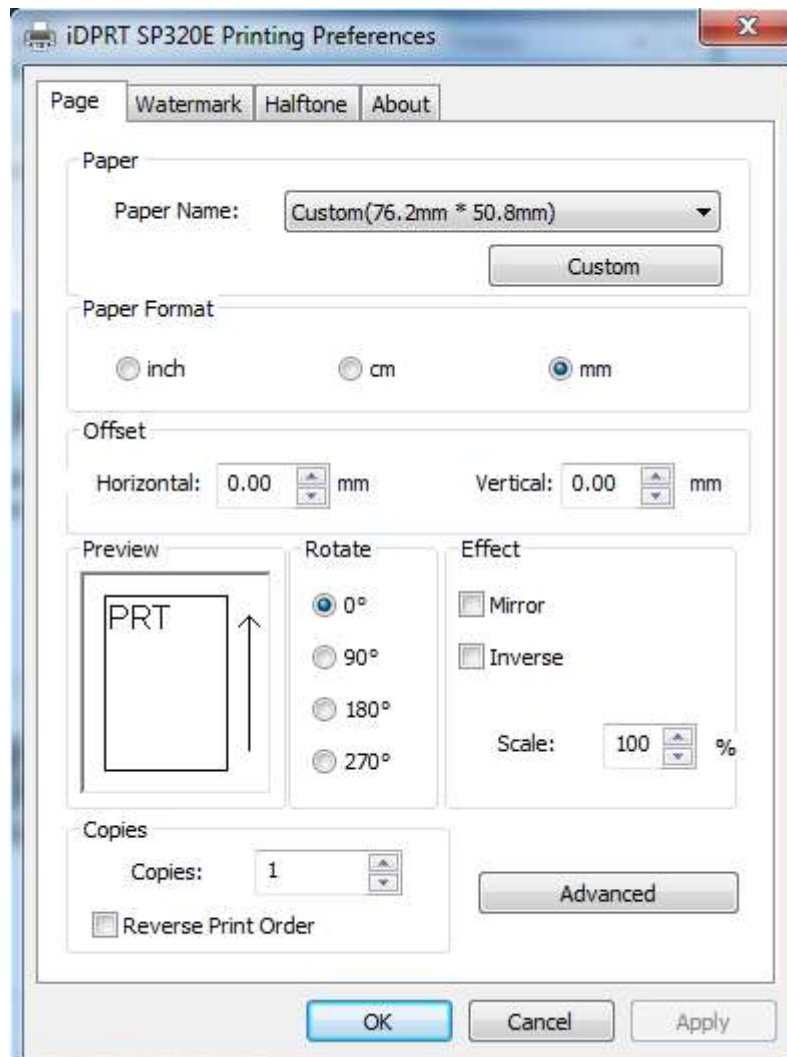 iDPRT SP320E Printing Preferences
Page Watermark Halftone About
Paper
Paper Name: Custom(76.2mm * 50.8mm)
Custom
Paper Format
inch cm mm
Offset
Horizontal: 0.00 mm Vertical: 0.00 mm
Preview Rotate Effect
PRT 0° Mirror
90° Inverse
180°
Scale: 100 %
270°
Copies
Copies: 1
Advanced
Reverse Print Order
OK Cancel Apply